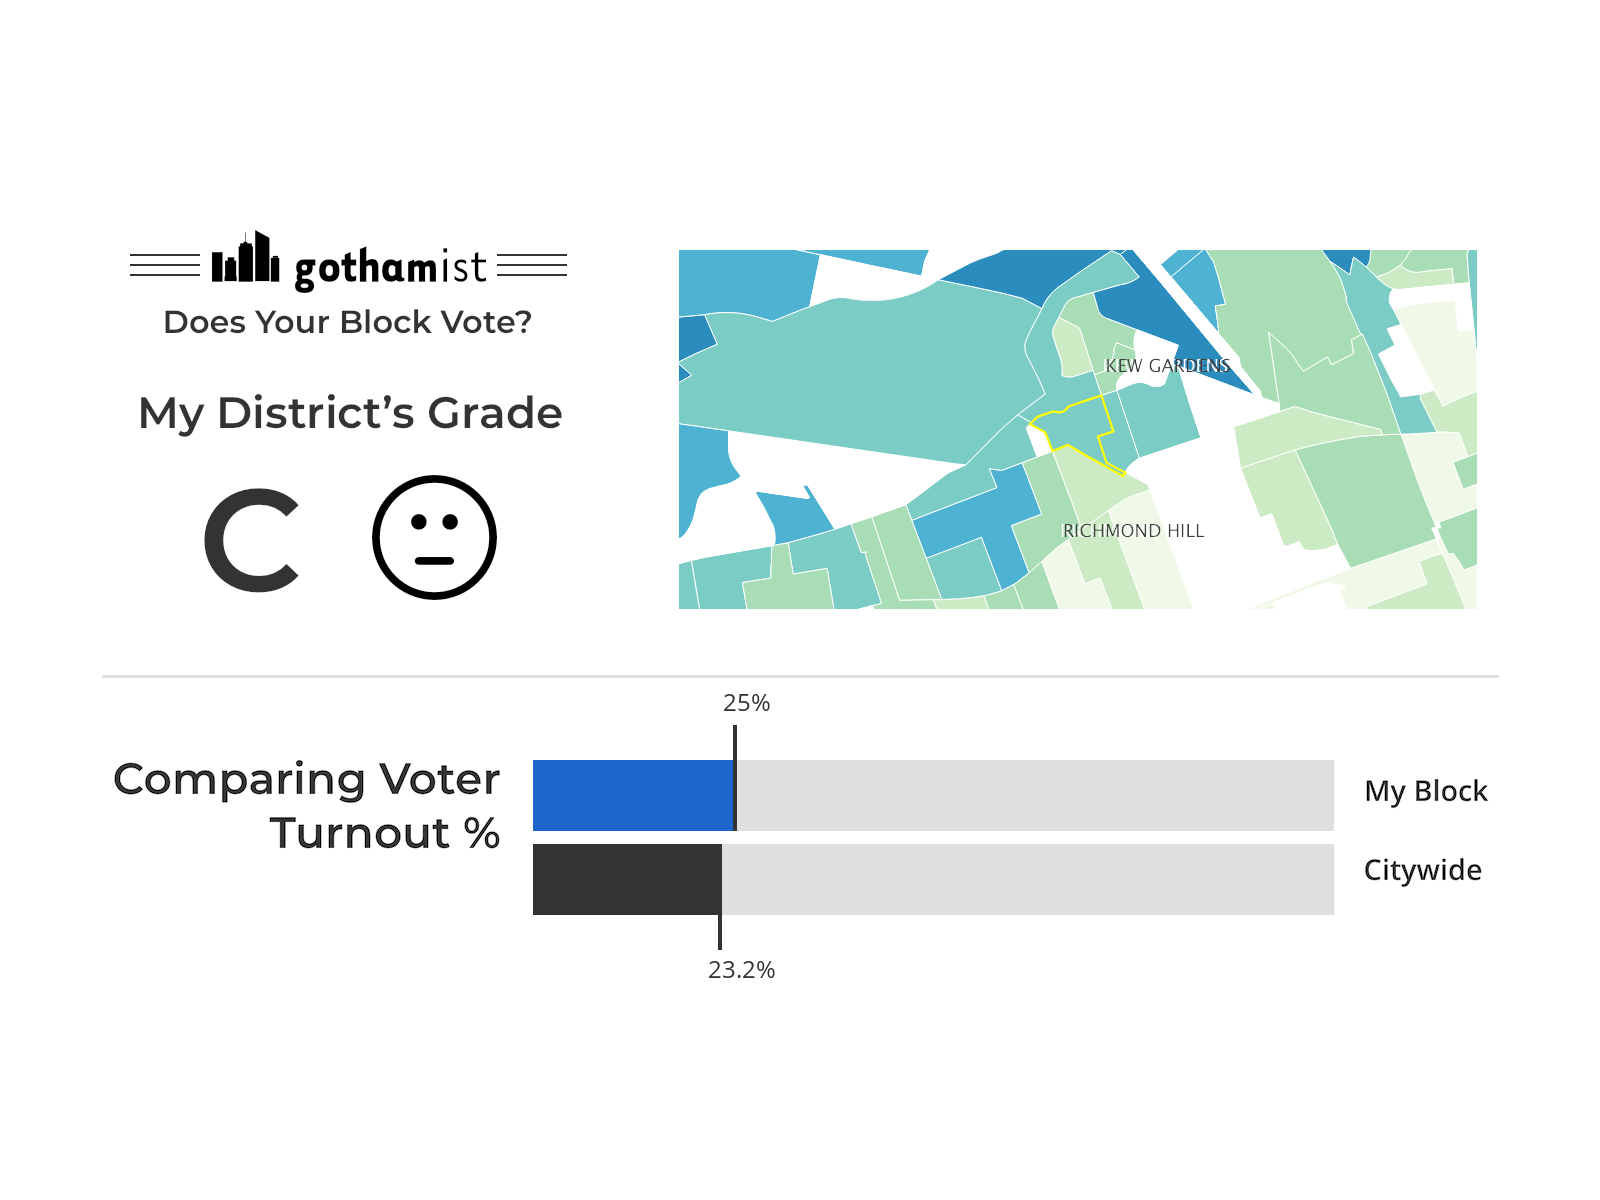 gothamist
Does Your Block Vote?
My District's Grade
C
KEW GARDENS
RICHMOND HILL
25%
Comparing Voter
Turnout %
My Block
Citywide
23.2%